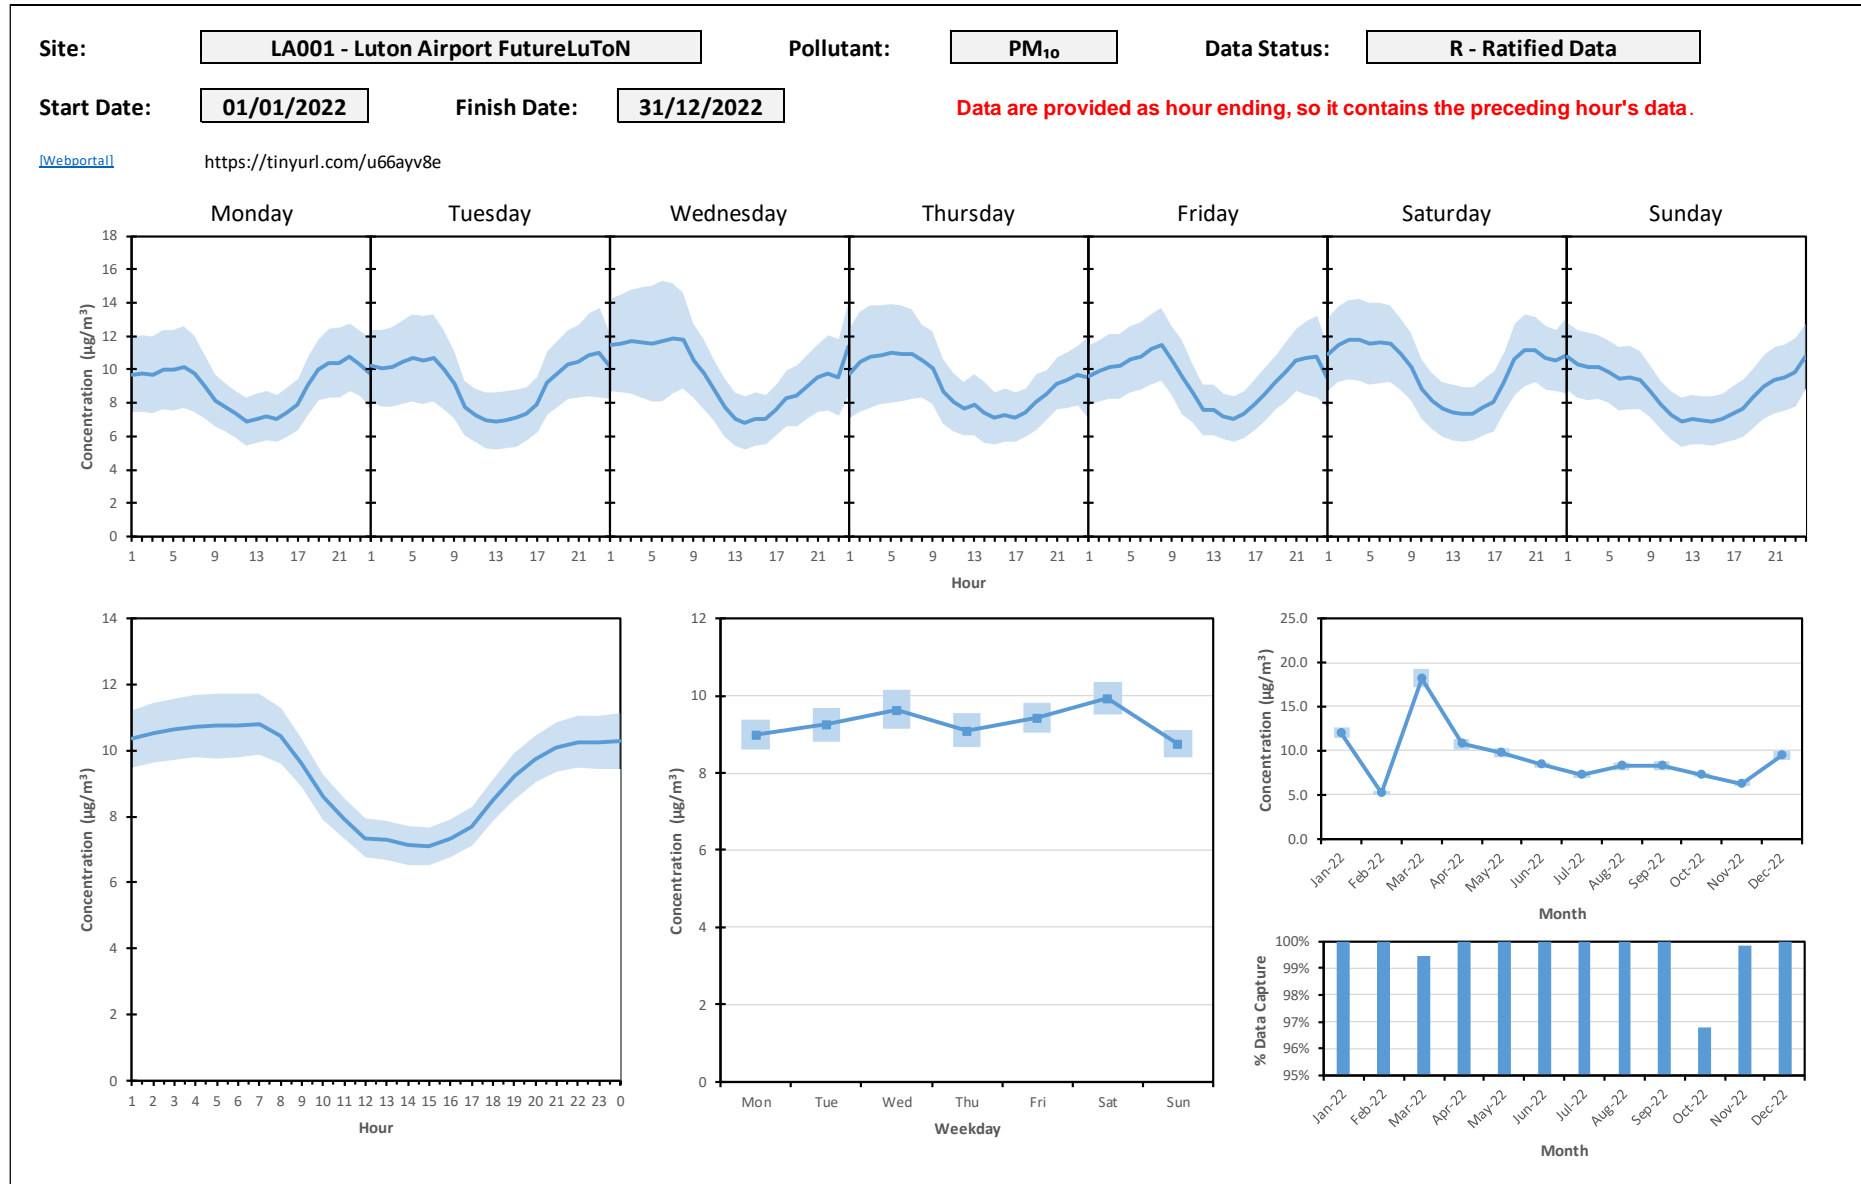 Site: LA001 - Luton Airport FutureLuToN Pollutant: PM₁₀ Data Status: R - Ratified Data
Start Date: 01/01/2022 Finish Date: 31/12/2022 Data are provided as hour ending, so it contains the preceding hour's data.
[Webportal] https://tinyurl.com/u66ayv8e
Monday Tuesday Wednesday Thursday Friday Saturday Sunday
Concentration (µg/m³)
18
16
14
12
10
8
6
4
2
0
1 5 9 13 17 21 1 5 9 13 17 21 1 5 9 13 17 21 1 5 9 13 17 21 1 5 9 13 17 21 1 5 9 13 17 21 1 5 9 13 17 21
Hour
Concentration (µg/m³)
14
12
10
8
6
4
2
0
1 2 3 4 5 6 7 8 9 10 11 12 13 14 15 16 17 18 19 20 21 22 23 0
Hour
Concentration (µg/m³)
12
10
8
6
4
2
0
Mon Tue Wed Thu Fri Sat Sun
Weekday
Concentration (µg/m³)
25.0
20.0
15.0
10.0
5.0
0.0
Jan-22 Feb-22 Mar-22 Apr-22 May-22 Jun-22 Jul-22 Aug-22 Sep-22 Oct-22 Nov-22 Dec-22
Month
% Data Capture
100%
99%
98%
97%
96%
95%
Jan-22 Feb-22 Mar-22 Apr-22 May-22 Jun-22 Jul-22 Aug-22 Sep-22 Oct-22 Nov-22 Dec-22
Month